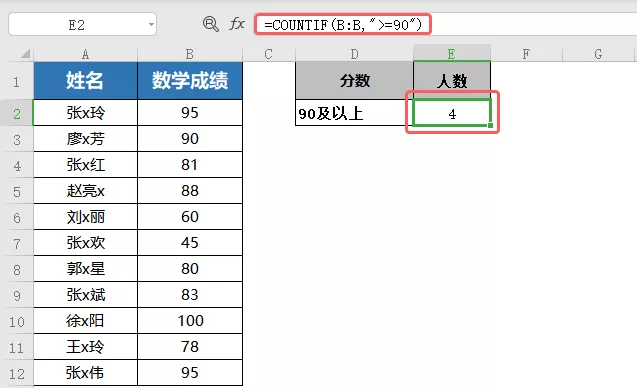 E2 fx =COUNTIF(B:B,">=90")
A B C D E F G
1 姓名 数学成绩 分数 人数
2 张x玲 95 90及以上 4
3 廖x芳 90
4 张x红 81
5 赵亮x 88
6 刘x丽 60
7 张x欢 45
8 郭x星 80
9 张x斌 83
10 徐x阳 100
11 王x玲 78
12 张x伟 95